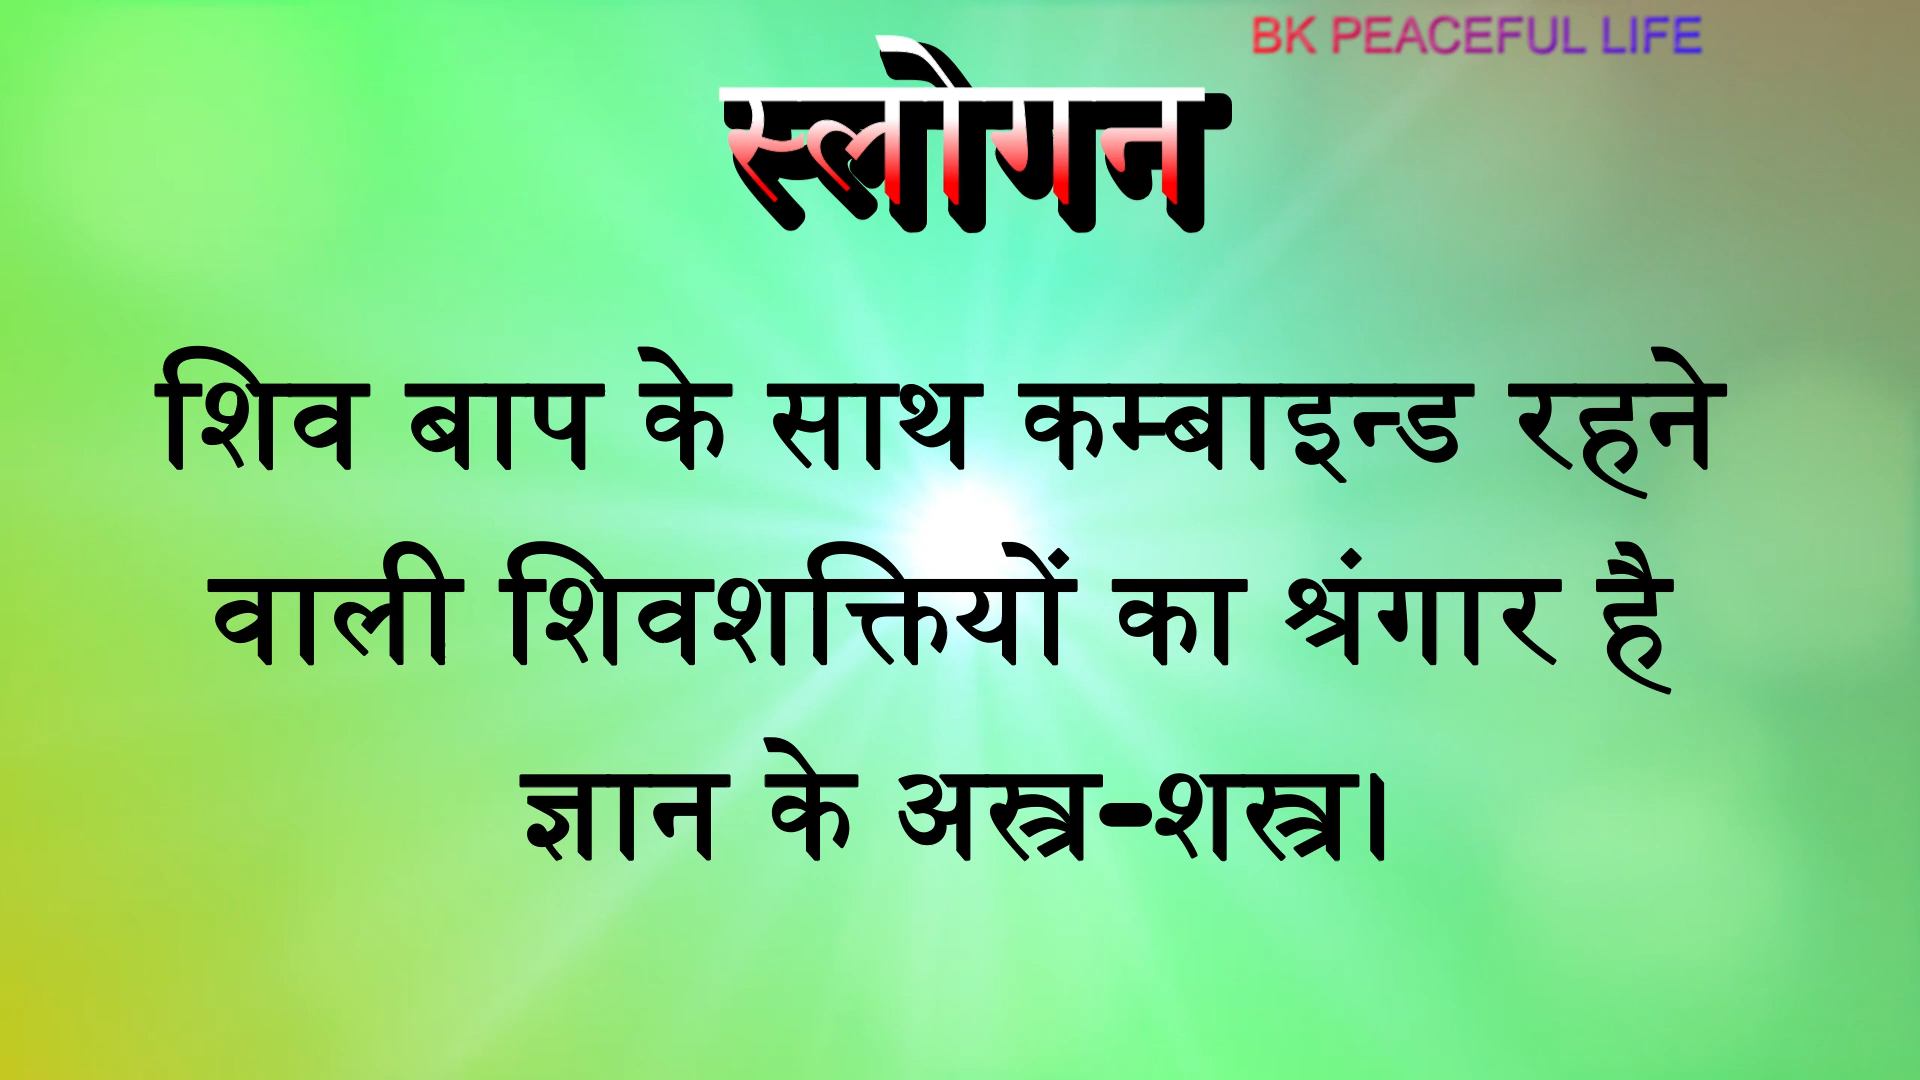 BK PEACEFUL LIFE
स्लोगन
शिव बाप के साथ कम्बाइन्ड रहने
वाली शिवशक्तियों का श्रंगार है
ज्ञान के अस्त्र-शस्त्र।